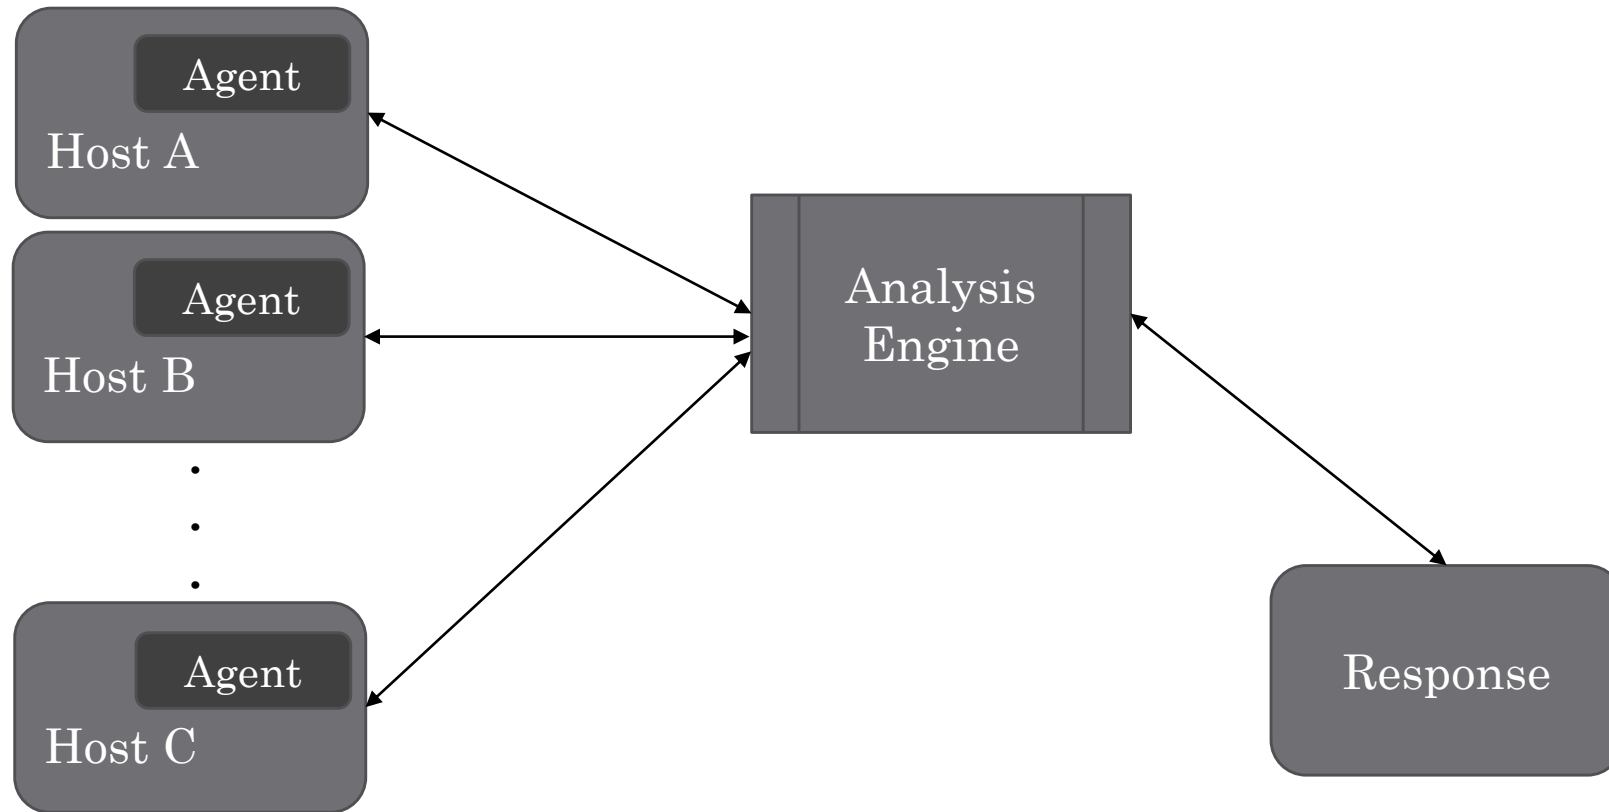 Agent
Host A
Agent
Host B
Agent
Host C
Analysis
Engine
Response